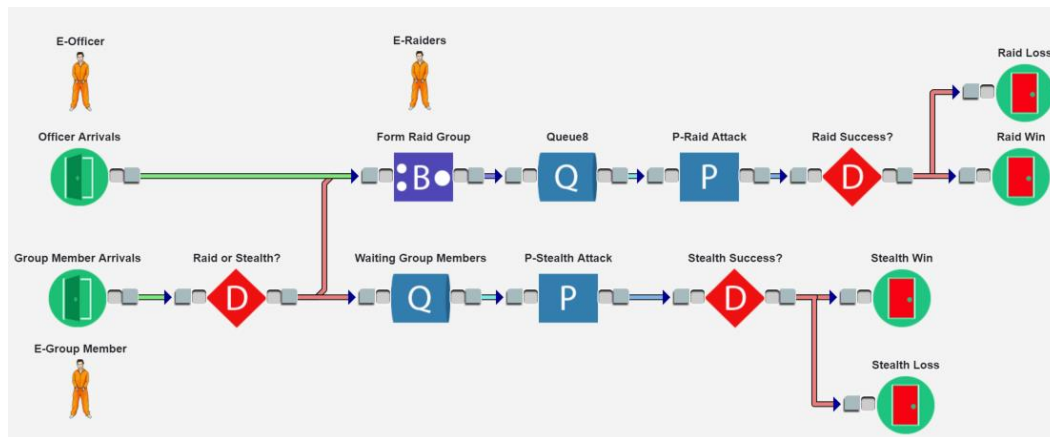 E-Officer
E-Raiders
Raid Loss
Officer Arrivals
Form Raid Group
Queue8
P-Raid Attack
Raid Success?
Raid Win
B
Q
P
D
Group Member Arrivals
Raid or Stealth?
Waiting Group Members
P-Stealth Attack
Stealth Success?
Stealth Win
D
Q
P
D
E-Group Member
Stealth Loss